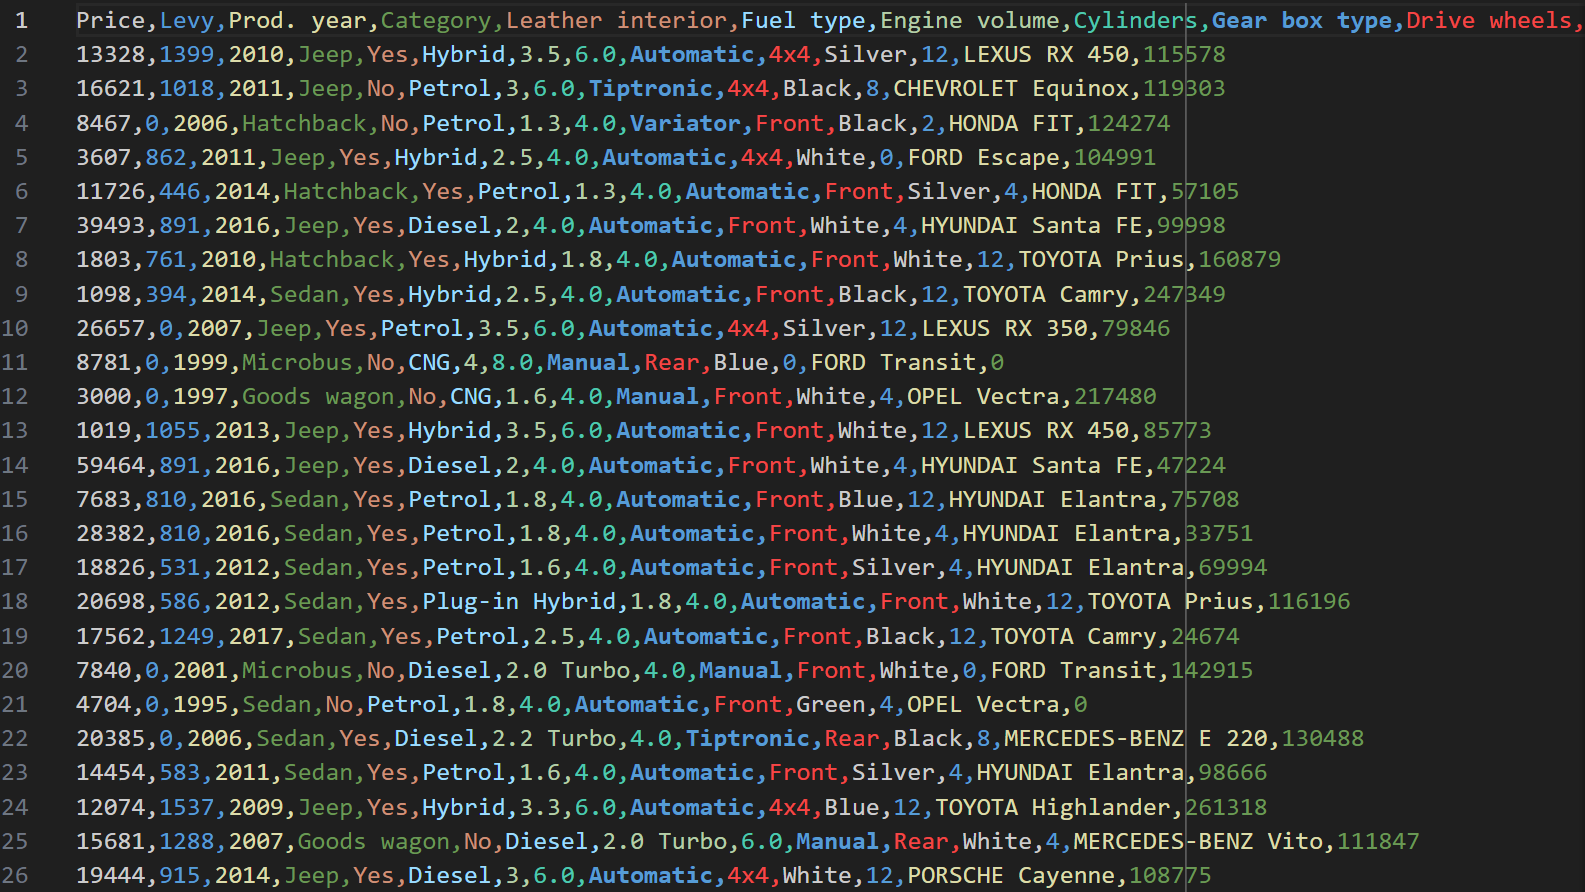 1 Price,Levy,Prod. year,Category,Leather interior,Fuel type,Engine volume,Cylinders,Gear box type,Drive wheels,
2 13328,1399,2010,Jeep,Yes,Hybrid,3.5,6.0,Automatic,4x4,Silver,12,LEXUS RX 450,115578
3 16621,1018,2011,Jeep,No,Petrol,3,6.0,Tiptronic,4x4,Black,8,CHEVROLET Equinox,119303
4 8467,0,2006,Hatchback,No,Petrol,1.3,4.0,Variator,Front,Black,2,HONDA FIT,124274
5 3607,862,2011,Jeep,Yes,Hybrid,2.5,4.0,Automatic,4x4,White,0,FORD Escape,104991
6 11726,446,2014,Hatchback,Yes,Petrol,1.3,4.0,Automatic,Front,Silver,4,HONDA FIT,57105
7 39493,891,2016,Jeep,Yes,Diesel,2,4.0,Automatic,Front,White,4,HYUNDAI Santa FE,99998
8 1803,761,2010,Hatchback,Yes,Hybrid,1.8,4.0,Automatic,Front,White,12,TOYOTA Prius,160879
9 1098,394,2014,Sedan,Yes,Hybrid,2.5,4.0,Automatic,Front,Black,12,TOYOTA Camry,247349
10 26657,0,2007,Jeep,Yes,Petrol,3.5,6.0,Automatic,4x4,Silver,12,LEXUS RX 350,79846
11 8781,0,1999,Microbus,No,CNG,4,8.0,Manual,Rear,Blue,0,FORD Transit,0
12 3000,0,1997,Goods wagon,No,CNG,1.6,4.0,Manual,Front,White,4,OPEL Vectra,217480
13 1019,1055,2013,Jeep,Yes,Hybrid,3.5,6.0,Automatic,Front,White,12,LEXUS RX 450,85773
14 59464,891,2016,Jeep,Yes,Diesel,2,4.0,Automatic,Front,White,4,HYUNDAI Santa FE,47224
15 7683,810,2016,Sedan,Yes,Petrol,1.8,4.0,Automatic,Front,Blue,12,HYUNDAI Elantra,75708
16 28382,810,2016,Sedan,Yes,Petrol,1.8,4.0,Automatic,Front,White,4,HYUNDAI Elantra,33751
17 18826,531,2012,Sedan,Yes,Petrol,1.6,4.0,Automatic,Front,Silver,4,HYUNDAI Elantra,69994
18 20698,586,2012,Sedan,Yes,Plug-in Hybrid,1.8,4.0,Automatic,Front,White,12,TOYOTA Prius,116196
19 17562,1249,2017,Sedan,Yes,Petrol,2.5,4.0,Automatic,Front,Black,12,TOYOTA Camry,24674
20 7840,0,2001,Microbus,No,Diesel,2.0 Turbo,4.0,Manual,Front,White,0,FORD Transit,142915
21 4704,0,1995,Sedan,No,Petrol,1.8,4.0,Automatic,Front,Green,4,OPEL Vectra,0
22 20385,0,2006,Sedan,Yes,Diesel,2.2 Turbo,4.0,Tiptronic,Rear,Black,8,MERCEDES-BENZ E 220,130488
23 14454,583,2011,Sedan,Yes,Petrol,1.6,4.0,Automatic,Front,Silver,4,HYUNDAI Elantra,98666
24 12074,1537,2009,Jeep,Yes,Hybrid,3.3,6.0,Automatic,4x4,Blue,12,TOYOTA Highlander,261318
25 15681,1288,2007,Goods wagon,No,Diesel,2.0 Turbo,6.0,Manual,Rear,White,4,MERCEDES-BENZ Vito,111847
26 19444,915,2014,Jeep,Yes,Diesel,3,6.0,Automatic,4x4,White,12,PORSCHE Cayenne,108775